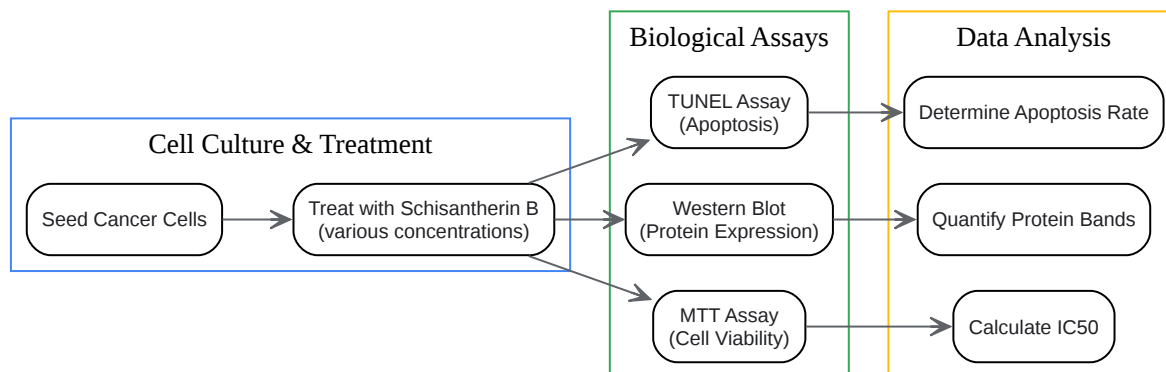 Cell Culture & Treatment
Seed Cancer Cells
Treat with Schisantherin B
(various concentrations)
Biological Assays
TUNEL Assay
(Apoptosis)
Western Blot
(Protein Expression)
MTT Assay
(Cell Viability)
Data Analysis
Determine Apoptosis Rate
Quantify Protein Bands
Calculate IC50